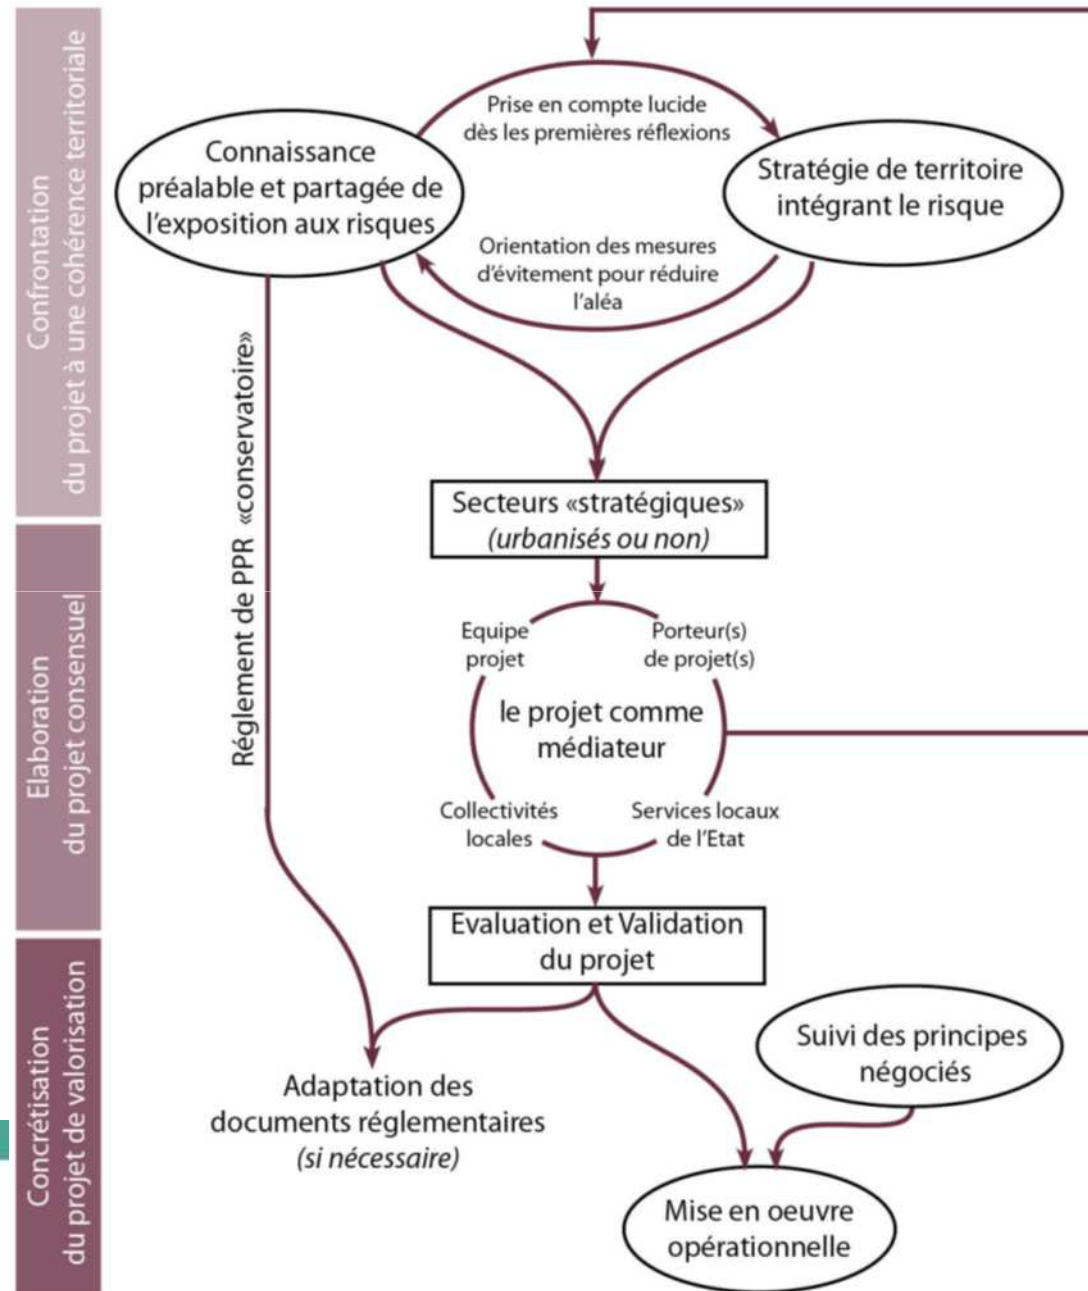 Confrontation
du projet à une cohérence territoriale
Prise en compte lucide
dès les premières réflexions
Connaissance
préalable et partagée de
l'exposition aux risques
Stratégie de territoire
intégrant le risque
Orientation des mesures
d'évitement pour réduire
l'aléa
Réglement de PPR «conservatoire»
Secteurs «stratégiques»
(urbanisés ou non)
Elaboration
du projet consensuel
Equipe
projet
Porteur(s)
de projet(s)
le projet comme
médiateur
Collectivités
locales
Services locaux
de l'Etat
Evaluation et Validation
du projet
Concrétisation
du projet de valorisation
Suivi des principes
négociés
Adaptation des
documents réglementaires
(si nécessaire)
Mise en oeuvre
opérationnelle